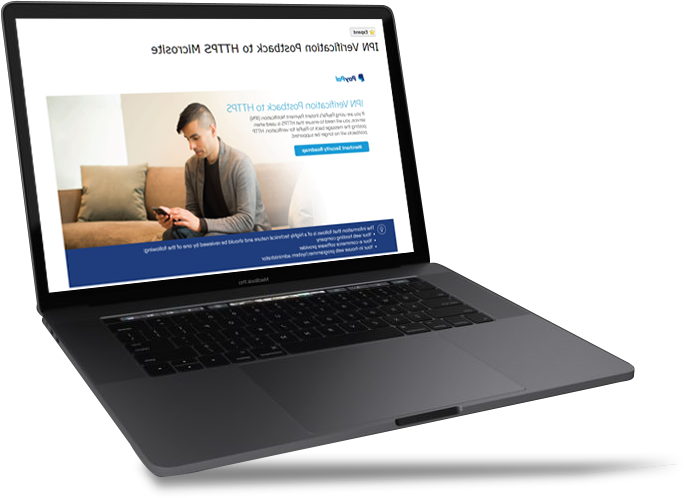 Expand
IPN Verification Postback to HTTPS Microsite
PayPal
IPN Verification Postback to HTTPS
If you are using PayPal's Instant Payment Notification (IPN)
service, you will need to ensure that HTTPS is used when
posting the message back to PayPal for verification. HTTP
postbacks will no longer be supported.
Merchant Security Roadmap
The information that follows is of a highly technical nature and should be reviewed by one of the following:
• Your web hosting company
• Your e-commerce software provider
• Your in-house web programmer/system administrator
MacBook Pro